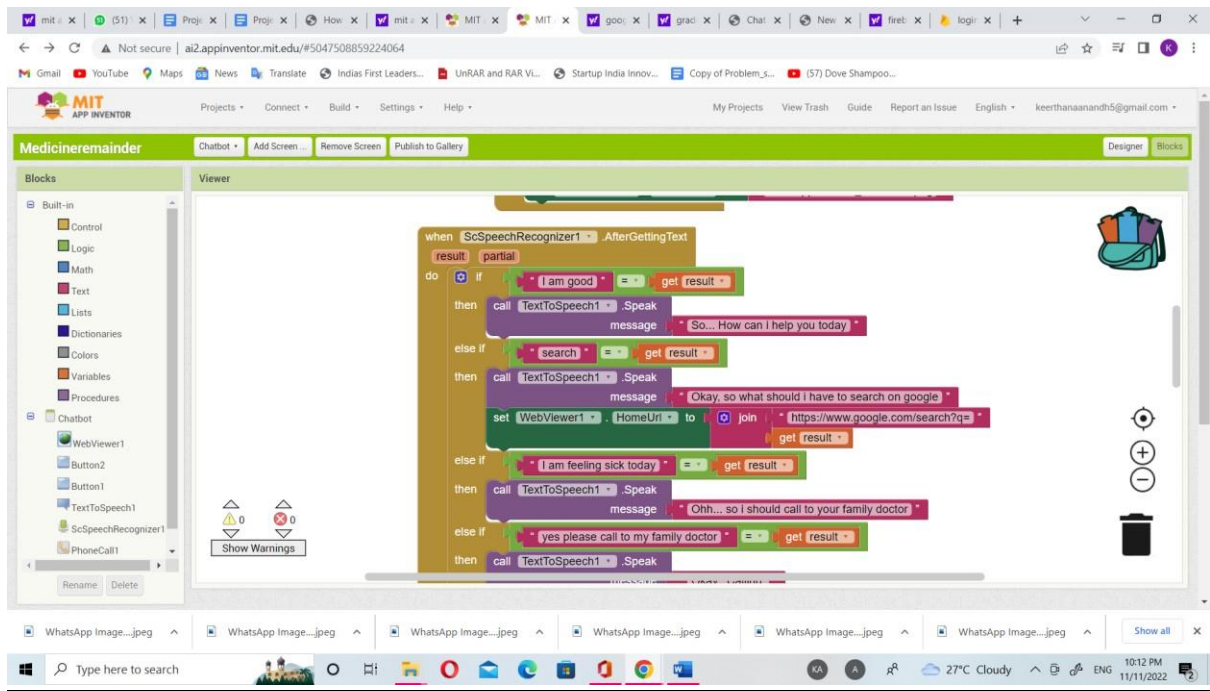 mit a
(51)
Proje
Proje
How
mit a
MIT
MIT
goog
gradi
Chat
New
fireb
login
Not secure | ai2.appinventor.mit.edu/#5047508859224064
K
Gmail YouTube Maps News Translate Indias First Leaders... UnRAR and RAR Vi... Startup India Innov... Copy of Problem_s... (57) Dove Shampoo...
MIT
APP INVENTOR
Projects Connect Build Settings Help My Projects View Trash Guide Report an Issue English keerthanaanandh5@gmail.com
Medicineremainder Chatbot Add Screen ... Remove Screen Publish to Gallery Designer Blocks
Blocks Viewer
Built-in
Control
Logic
Math
Text
Lists
Dictionaries
Colors
Variables
Procedures
Chatbot
WebViewer1
Button2
Button1
TextToSpeech1
ScSpeechRecognizer1
PhoneCall1
Rename Delete
when ScSpeechRecognizer1 .AfterGettingText
result partial
do if " I am good " = get result
then call TextToSpeech1 .Speak
message " So... How can i help you today "
else if " search " = get result
then call TextToSpeech1 .Speak
message " Okay, so what should i have to search on google "
set WebViewer1 . HomeUrl to join " https://www.google.com/search?q= "
get result
else if " I am feeling sick today " = get result
then call TextToSpeech1 .Speak
message " Ohh... so i should call to your family doctor "
else if " yes please call to my family doctor " = get result
then call TextToSpeech1 .Speak
0 0
Show Warnings
WhatsApp Image....jpeg WhatsApp Image....jpeg WhatsApp Image....jpeg WhatsApp Image....jpeg WhatsApp Image....jpeg WhatsApp Image....jpeg Show all
Type here to search KA A 27°C Cloudy ENG 10:12 PM
11/11/2022 2